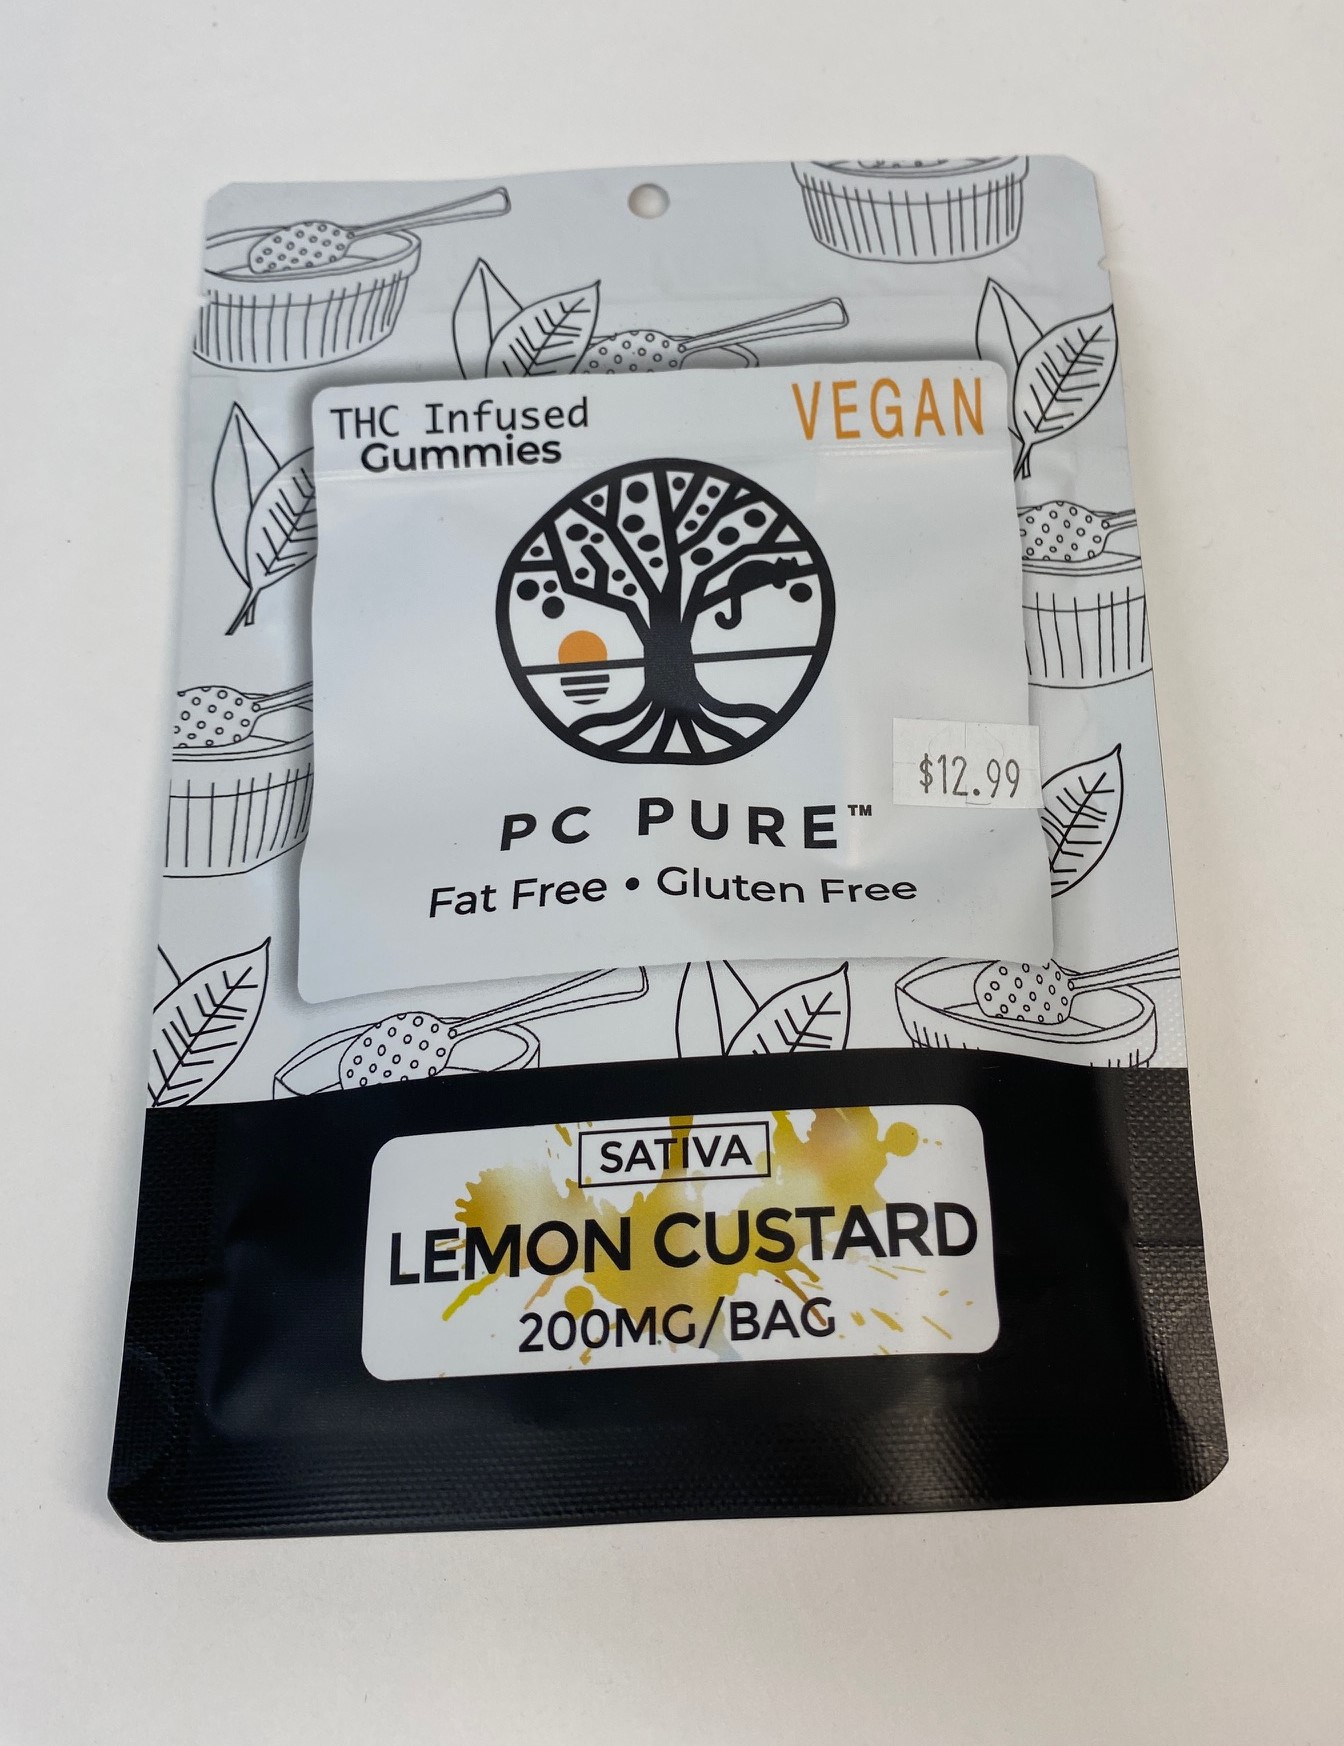 THC Infused
Gummies
VEGAN
$12.99
PC PURE™
Fat Free • Gluten Free
SATIVA
LEMON CUSTARD
200MG/BAG